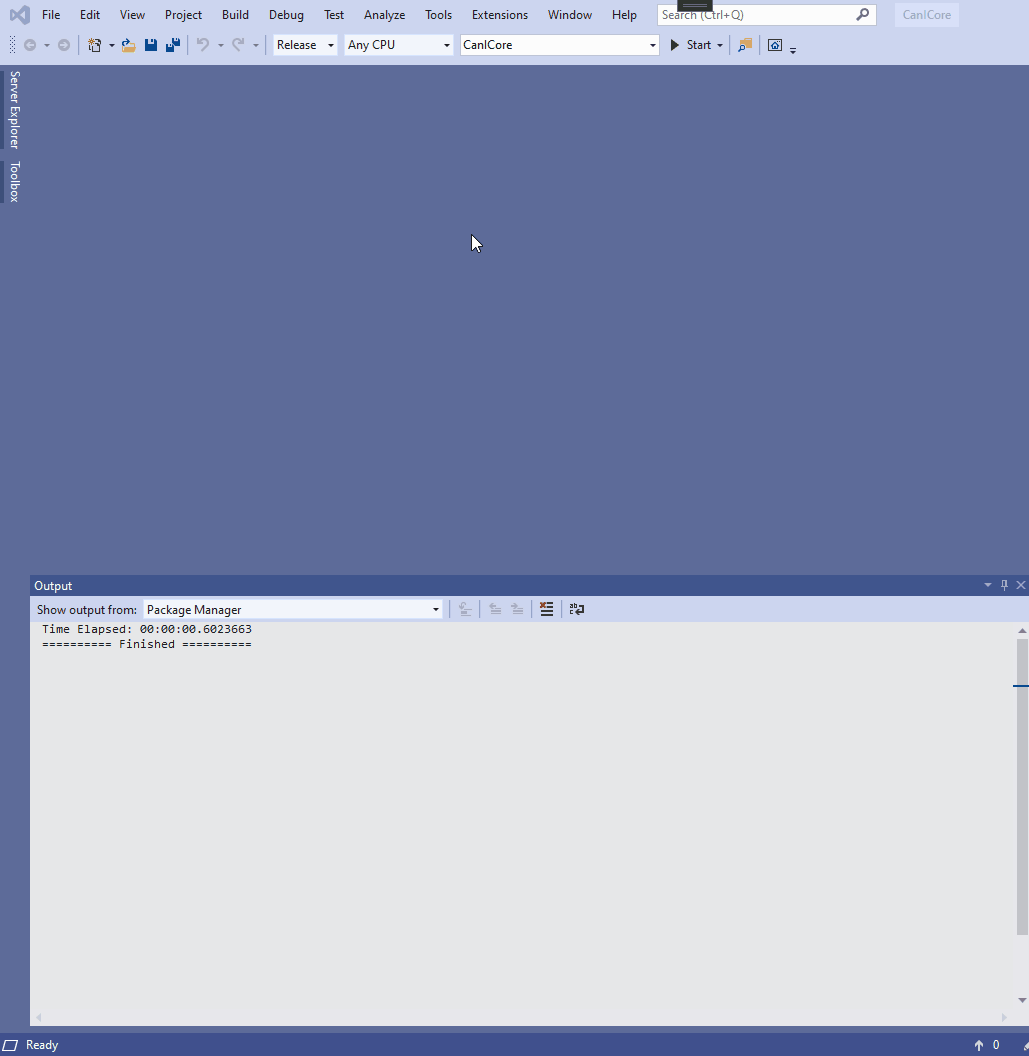 File Edit View Project Build Debug Test Analyze Tools Extensions Window Help Search (Ctrl+Q) CanICore
Release Any CPU CanICore Start
Server Explorer
Toolbox
Output
Show output from: Package Manager
Time Elapsed: 00:00:00.6023663
========== Finished ==========
Ready 0